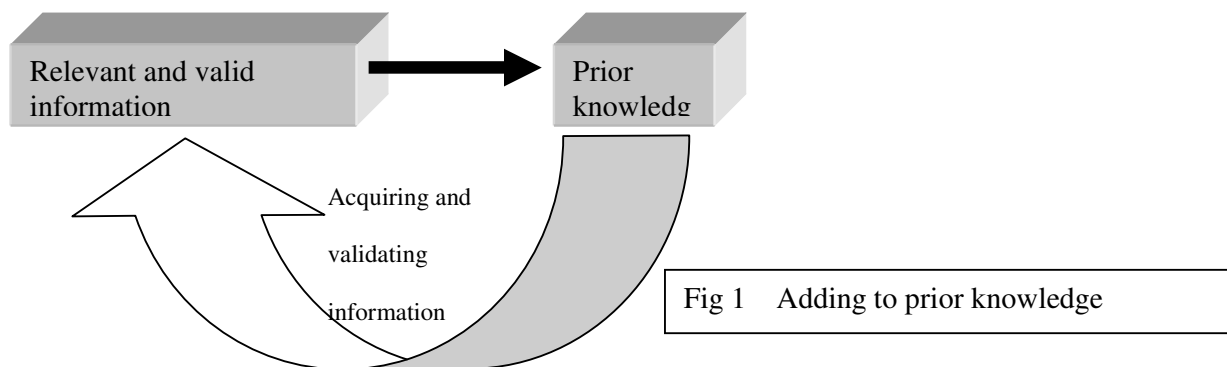 Relevant and valid
information
Prior
knowledg
Acquiring and
validating
information
Fig 1 Adding to prior knowledge